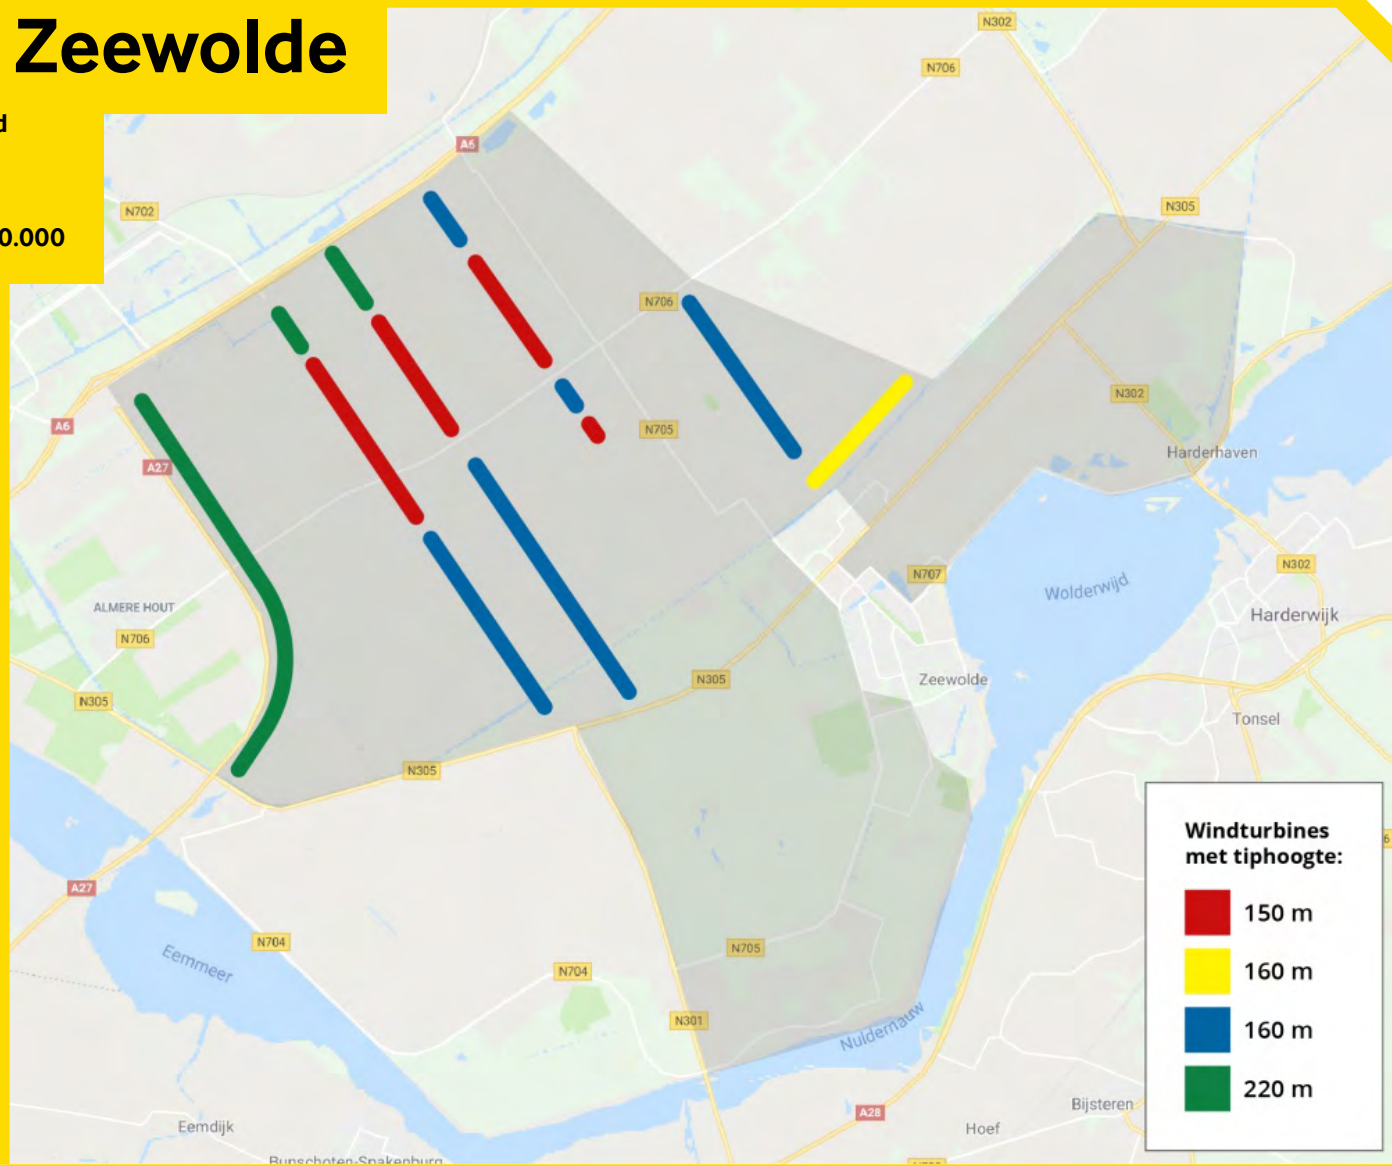 Zeewolde
d
0.000
N302
N706
A6
N702
N305
N706
N302
A6
N705
A27
Harderhaven
N302
N707
Wolderwijd
ALMERE HOUT
Harderwijk
N706
N305
N305
Zeewolde
Tonsel
N305
Windturbines
met tiphoogte:
150 m
160 m
160 m
220 m
6
A27
N704
N705
Eemmeer
N704
N301
Nuldernauw
A28
Bijsteren
Eemdijk
Hoef
Bunschoten-Spakenburg